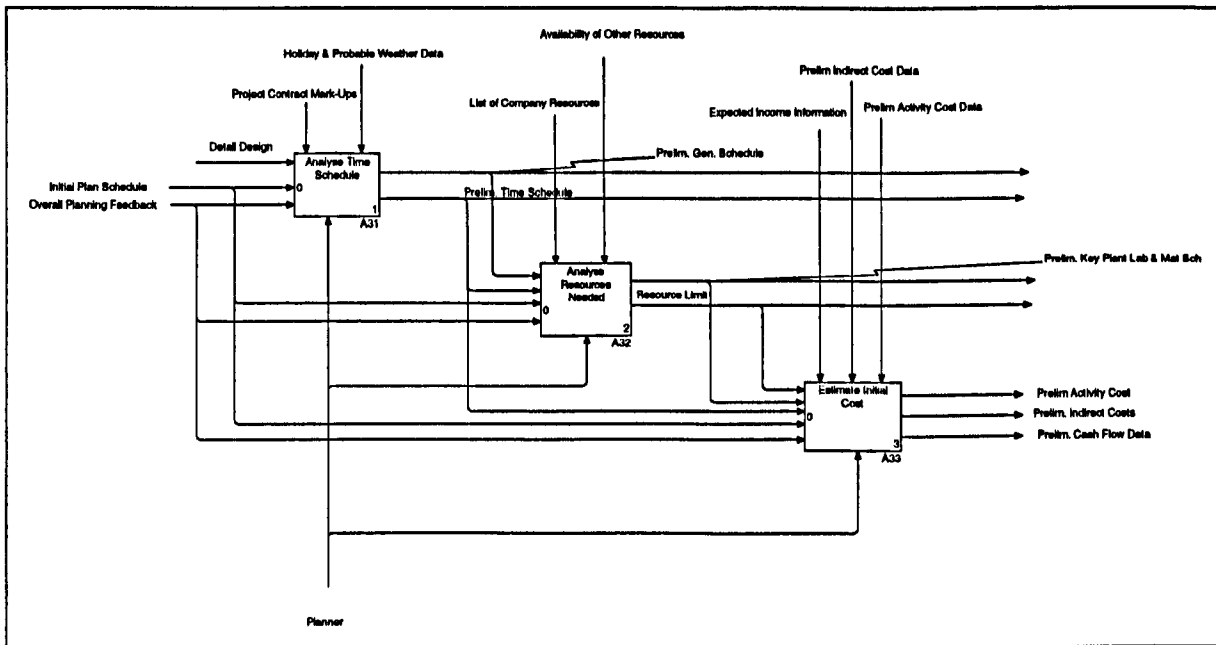 Availability of Other Resources
Holiday & Probable Weather Data
Prelim Indirect Cost Data
Project Contract Mark-Ups
List of Company Resources
Expected Income Information
Prelim Activity Cost Data
Detail Design
Analyse Time
Schedule
Prelim. Gen. Schedule
Initial Plan Schedule
0
Prelim. Time Schedule
Overall Planning Feedback
1
A31
Analyse
Resources
Needed
Prelim. Key Plant Lab & Mat Sch
Resource Limit
0
2
A32
Estimate Initial
Cost
Prelim Activity Cost
0
Prelim. Indirect Costs
Prelim. Cash Flow Data
3
A33
Planner